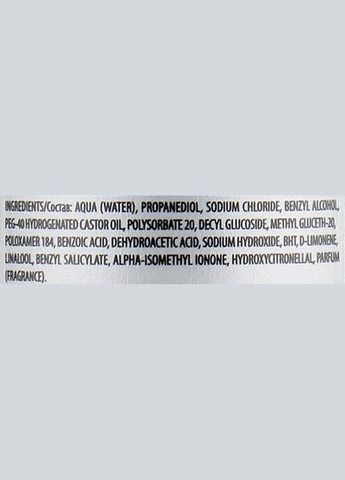 INGREDIENTS/Состав: AQUA (WATER), PROPANEDIOL, SODIUM CHLORIDE, BENZYL ALCOHOL,
PEG-40 HYDROGENATED CASTOR OIL, POLYSORBATE 20, DECYL GLUCOSIDE, METHYL GLUCETH-20,
POLOXAMER 184, BENZOIC ACID, DEHYDROACETIC ACID, SODIUM HYDROXIDE, BHT, D-LIMONENE,
LINALOOL, BENZYL SALICYLATE, ALPHA-ISOMETHYL IONONE, HYDROXYCITRONELLAL, PARFUM
(FRAGRANCE).